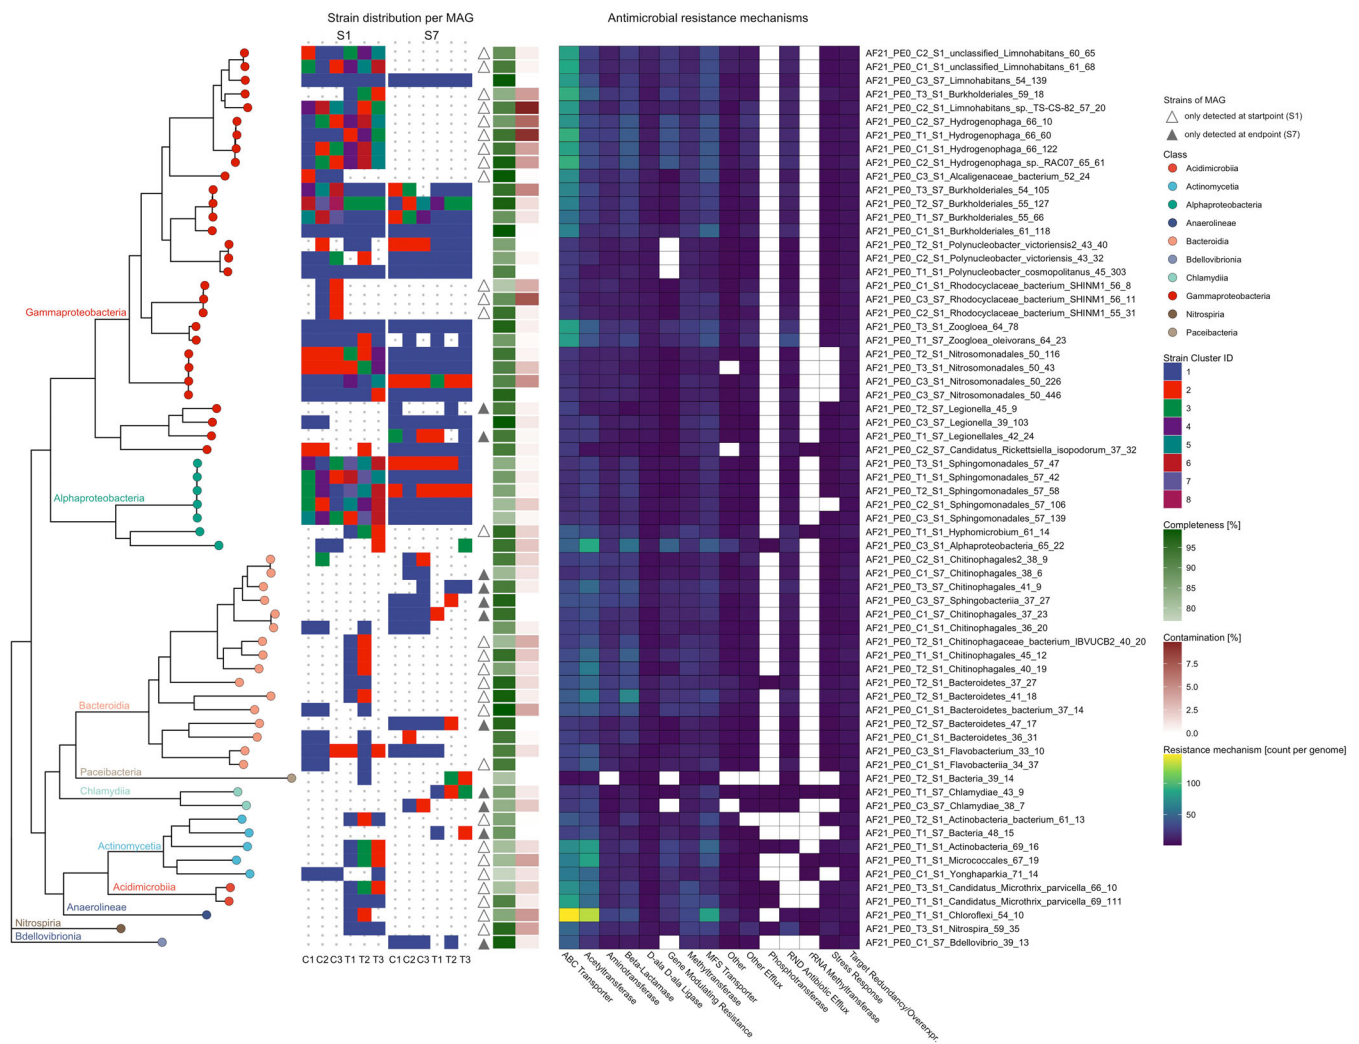 Strain distribution per MAG
S1
S7
Antimicrobial resistance mechanisms
AF21_PE0_C2_S1_unclassified_Limnohabitans_60_65
AF21_PE0_C1_S1_unclassified_Limnohabitans_61_68
AF21_PE0_C3_S7_Limnohabitans_54_139
AF21_PE0_T3_S1_Burkholderiales_59_18
AF21_PE0_C2_S1_Limnohabitans_sp._TS-CS-82_57_20
AF21_PE0_C2_S7_Hydrogenophaga_66_10
AF21_PE0_T1_S1_Hydrogenophaga_66_60
AF21_PE0_C1_S1_Hydrogenophaga_66_122
AF21_PE0_C2_S1_Hydrogenophaga_sp._RAC07_65_61
AF21_PE0_C3_S1_Alcaligenaceae_bacterium_52_24
AF21_PE0_T3_S7_Burkholderiales_54_105
AF21_PE0_T2_S7_Burkholderiales_55_127
AF21_PE0_T1_S7_Burkholderiales_55_66
AF21_PE0_C1_S1_Burkholderiales_61_118
AF21_PE0_T2_S1_Polynucleobacter_victoriensis2_43_40
AF21_PE0_C2_S1_Polynucleobacter_victoriensis_43_32
AF21_PE0_T1_S1_Polynucleobacter_cosmopolitanus_45_303
AF21_PE0_C1_S1_Rhodocyclaceae_bacterium_SHINM1_56_8
AF21_PE0_C3_S7_Rhodocyclaceae_bacterium_SHINM1_56_11
AF21_PE0_C2_S1_Rhodocyclaceae_bacterium_SHINM1_55_31
AF21_PE0_T3_S1_Zoogloea_64_78
AF21_PE0_T1_S7_Zoogloea_oleivorans_64_23
AF21_PE0_T2_S1_Nitrosomonadales_50_116
AF21_PE0_T3_S1_Nitrosomonadales_50_43
AF21_PE0_C3_S1_Nitrosomonadales_50_226
AF21_PE0_C3_S7_Nitrosomonadales_50_446
AF21_PE0_T2_S7_Legionella_45_9
AF21_PE0_C3_S7_Legionella_39_103
AF21_PE0_T1_S7_Legionellales_42_24
AF21_PE0_C2_S7_Candidatus_Rickettsiella_isopodorum_37_32
AF21_PE0_T3_S1_Sphingomonadales_57_47
AF21_PE0_T1_S1_Sphingomonadales_57_42
AF21_PE0_T2_S1_Sphingomonadales_57_58
AF21_PE0_C2_S1_Sphingomonadales_57_106
AF21_PE0_C3_S1_Sphingomonadales_57_139
AF21_PE0_T1_S1_Hyphomicrobium_61_14
AF21_PE0_C3_S1_Alphaproteobacteria_65_22
AF21_PE0_C2_S1_Chitinophagales2_38_9
AF21_PE0_C1_S7_Chitinophagales_38_6
AF21_PE0_T3_S7_Chitinophagales_41_9
AF21_PE0_C3_S7_Sphingobacteriia_37_27
AF21_PE0_C1_S7_Chitinophagales_37_23
AF21_PE0_C1_S1_Chitinophagales_36_20
AF21_PE0_T2_S1_Chitinophagaceae_bacterium_IBVUCB2_40_20
AF21_PE0_T1_S1_Chitinophagales_45_12
AF21_PE0_T2_S1_Chitinophagales_40_19
AF21_PE0_T2_S1_Bacteroidetes_37_27
AF21_PE0_T2_S1_Bacteroidetes_41_18
AF21_PE0_C1_S1_Bacteroidetes_bacterium_37_14
AF21_PE0_T2_S7_Bacteroidetes_47_17
AF21_PE0_C1_S1_Bacteroidetes_36_31
AF21_PE0_C3_S1_Flavobacterium_33_10
AF21_PE0_C1_S1_Flavobacteriia_34_37
AF21_PE0_T2_S1_Bacteria_39_14
AF21_PE0_T1_S7_Chlamydiae_43_9
AF21_PE0_C3_S7_Chlamydiae_38_7
AF21_PE0_T2_S1_Actinobacteria_bacterium_61_13
AF21_PE0_T1_S7_Bacteria_48_15
AF21_PE0_T1_S1_Actinobacteria_69_16
AF21_PE0_T1_S1_Micrococcales_67_19
AF21_PE0_C1_S1_Yonghaparkia_71_14
AF21_PE0_T3_S1_Candidatus_Microthrix_parvicella_66_10
AF21_PE0_T1_S1_Candidatus_Microthrix_parvicella_69_111
AF21_PE0_T1_S1_Chloroflexi_54_10
AF21_PE0_T3_S1_Nitrospira_59_35
AF21_PE0_C1_S7_Bdellovibrio_39_13
Gammaproteobacteria
Alphaproteobacteria
Bacteroidia
Paceibacteria
Chlamydiia
Actinomycetia
Acidimicrobiia
Anaerolineae
Nitrospiria
Bdellovibrionia
C1 C2 C3 T1 T2 T3
C1 C2 C3 T1 T2 T3
ABC Transporter
Acetyltransferase
Aminotransferase
Beta-Lactamase
D-ala D-ala Ligase
Gene Modulating Resistance
Methyltransferase
MFS Transporter
Other
Other Efflux
Phosphotransferase
RND Antibiotic Efflux
rRNA Methyltransferase
Stress Response
Target Redundancy/Overexpr.
Strains of MAG
only detected at startpoint (S1)
only detected at endpoint (S7)
Class
Acidimicrobiia
Actinomycetia
Alphaproteobacteria
Anaerolineae
Bacteroidia
Bdellovibrionia
Chlamydiia
Gammaproteobacteria
Nitrospiria
Paceibacteria
Strain Cluster ID
1
2
3
4
5
6
7
8
Completeness [%]
95
90
85
80
Contamination [%]
7.5
5.0
2.5
0.0
Resistance mechanism [count per genome]
100
50